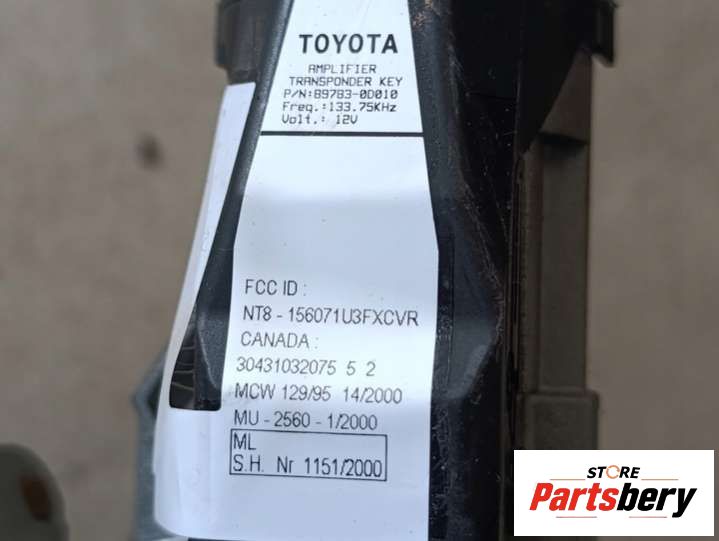 TOYOTA
AMPLIFIER
TRANSPONDER KEY
P/N:89783-0D010
Freq.:133.75KHz
Volt.: 12V
FCC ID :
NT8 - 156071U3FXCVR
CANADA :
30431032075 5 2
MCW 129/95 14/2000
MU - 2560 - 1/2000
ML
S.H. Nr 1151/2000
STORE
Partsbery